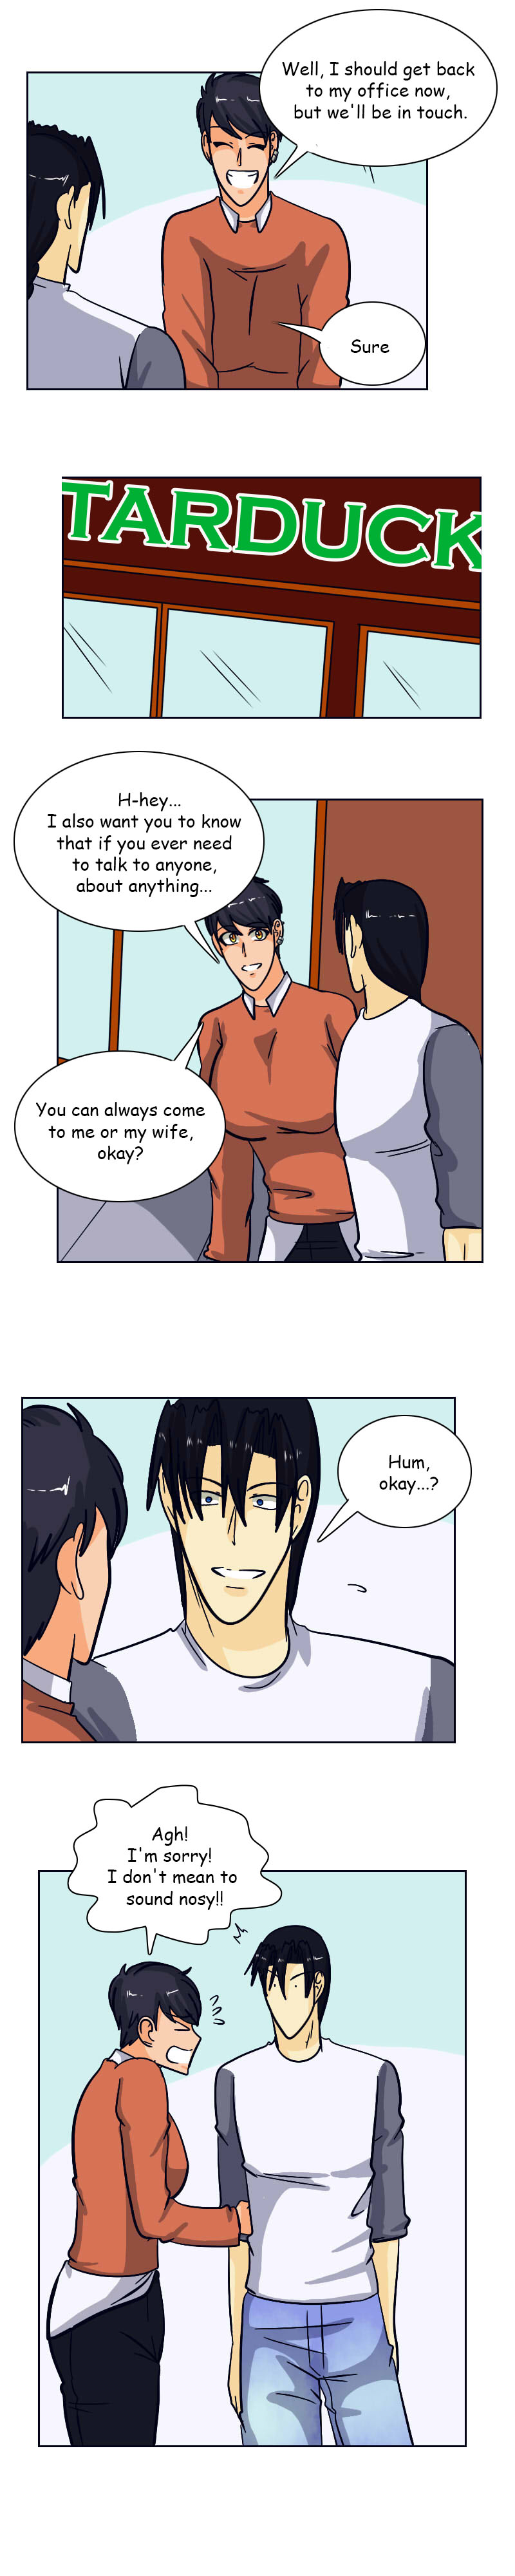 Well, I should get back
to my office now,
but we'll be in touch.
Sure
TARDUCK
H-hey...
I also want you to know
that if you ever need
to talk to anyone,
about anything...
You can always come
to me or my wife,
okay?
Hum,
okay...?
Agh!
I'm sorry!
I don't mean to
sound nosy!!